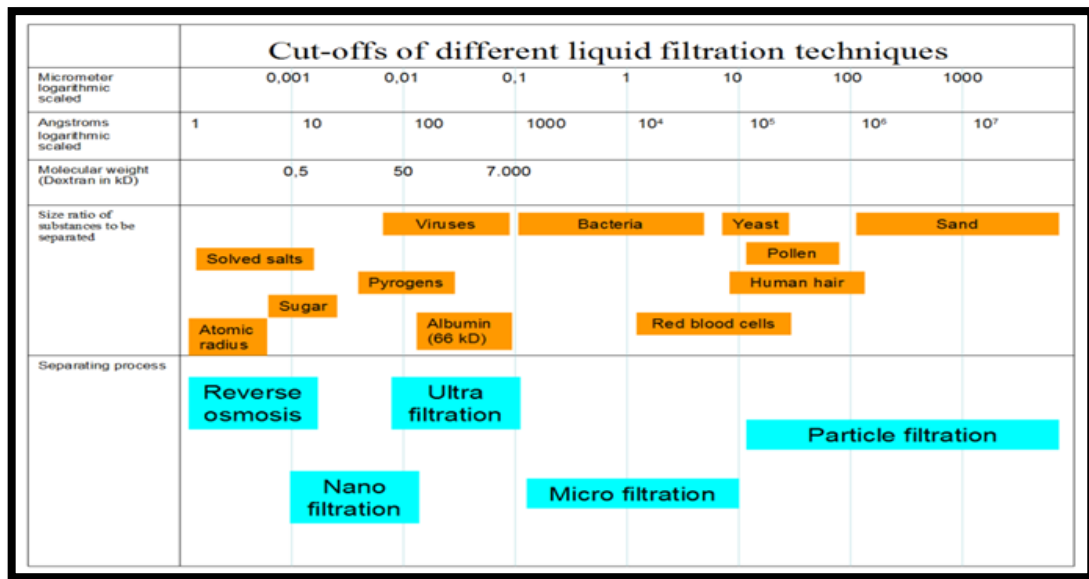 Cut-offs of different liquid filtration techniques
Micrometer
logarithmic
scaled
0,001 0,01 0,1 1 10 100 1000
Angstroms
logarithmic
scaled
1 10 100 1000 10⁴ 10⁵ 10⁶ 10⁷
Molecular weight
(Dextran in kD)
0,5 50 7.000
Size ratio of
substances to be
separated
Viruses Bacteria Yeast Sand
Solved salts Pollen
Pyrogens Human hair
Sugar
Atomic
radius
Albumin
(66 kD)
Red blood cells
Separating process
Reverse
osmosis
Ultra
filtration
Particle filtration
Nano
filtration
Micro filtration